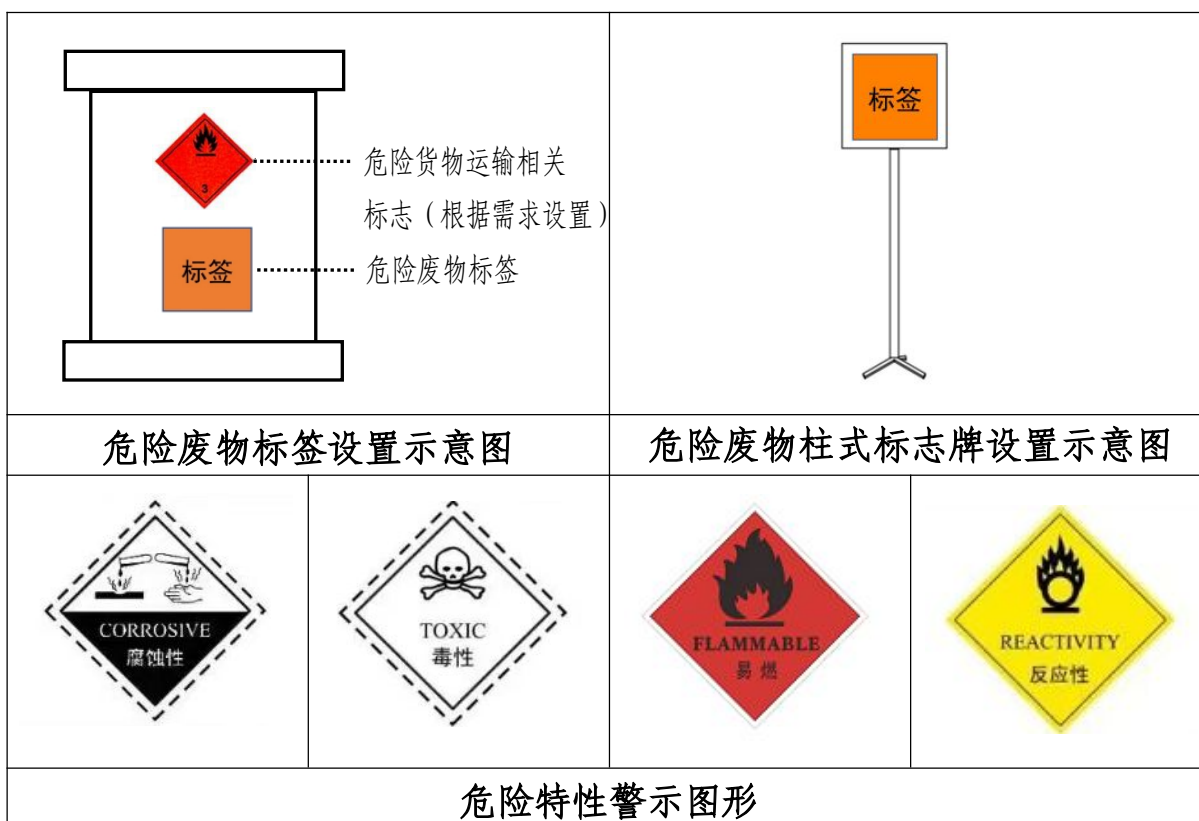 标签
3
危险货物运输相关
标志（根据需求设置）
标签
危险废物标签
危险废物标签设置示意图
危险废物柱式标志牌设置示意图
CORROSIVE
腐蚀性
TOXIC
毒性
FLAMMABLE
易燃
REACTIVITY
反应性
危险特性警示图形